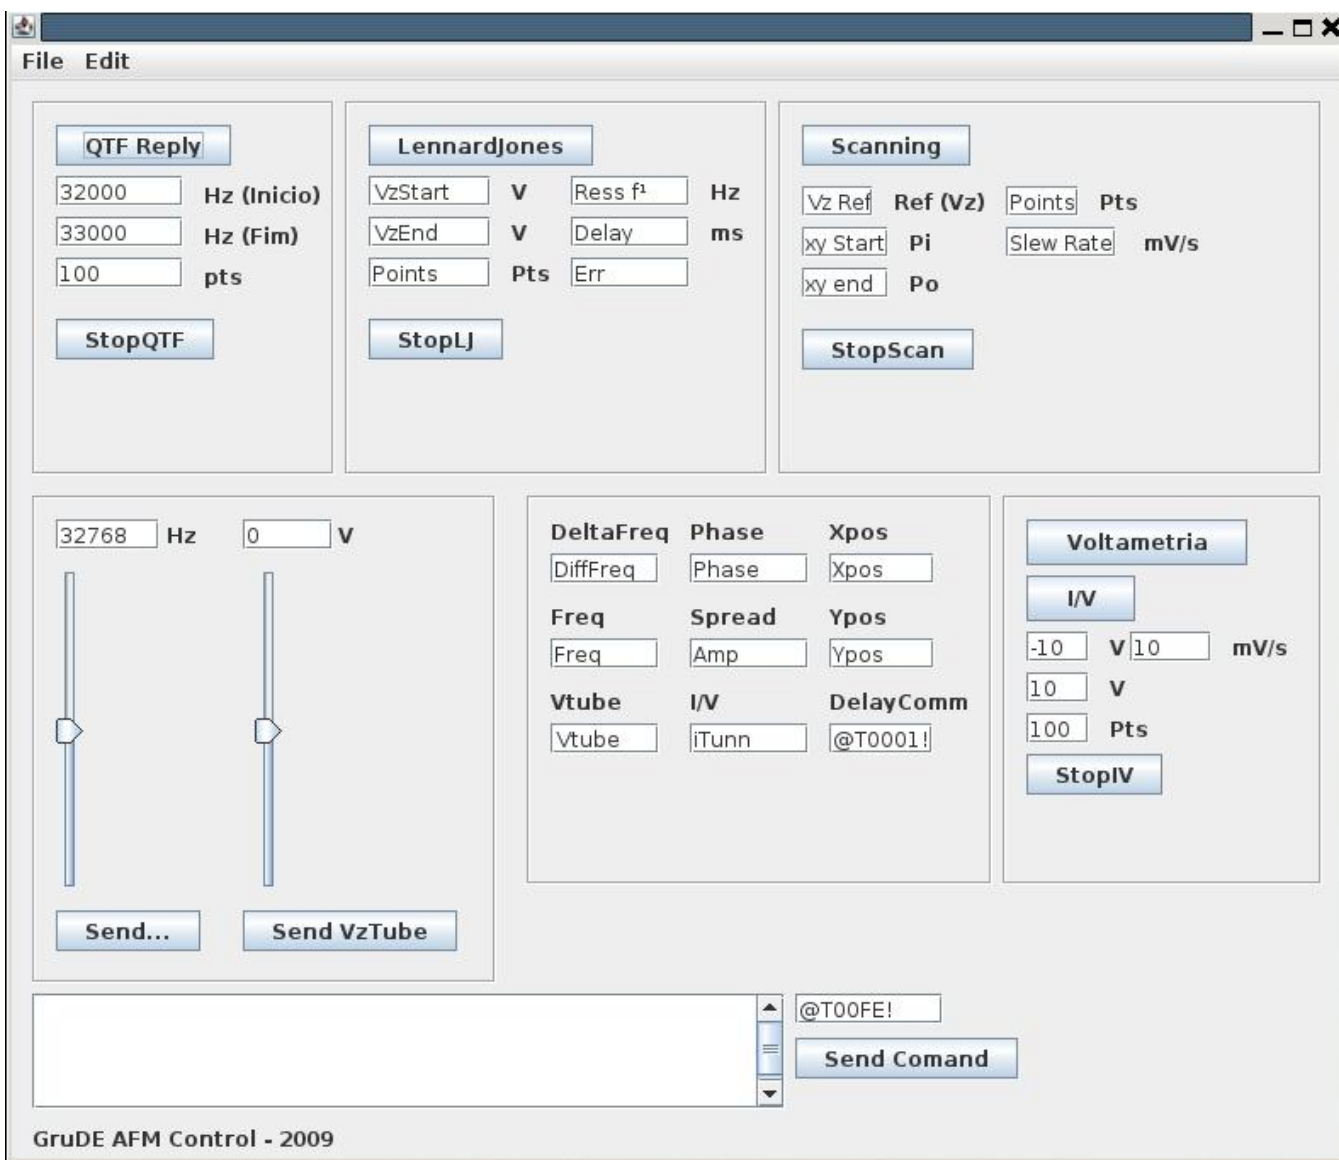 File Edit
QTF Reply
32000 Hz (Inicio)
33000 Hz (Fim)
100 pts
StopQTF
LennardJones
VzStart V Ress f¹ Hz
VzEnd V Delay ms
Points Pts Err
StopLJ
Scanning
Vz Ref Ref (Vz) Points Pts
xy Start Pi Slew Rate mV/s
xy end Po
StopScan
32768 Hz 0 V
Send... Send VzTube
DeltaFreq Phase Xpos
DiffFreq Phase Xpos
Freq Spread Ypos
Freq Amp Ypos
Vtube I/V DelayComm
Vtube iTunn @T0001!
Voltametria
I/V
-10 V 10 mV/s
10 V
100 Pts
StopIV
@T00FE!
Send Comand
GruDE AFM Control - 2009